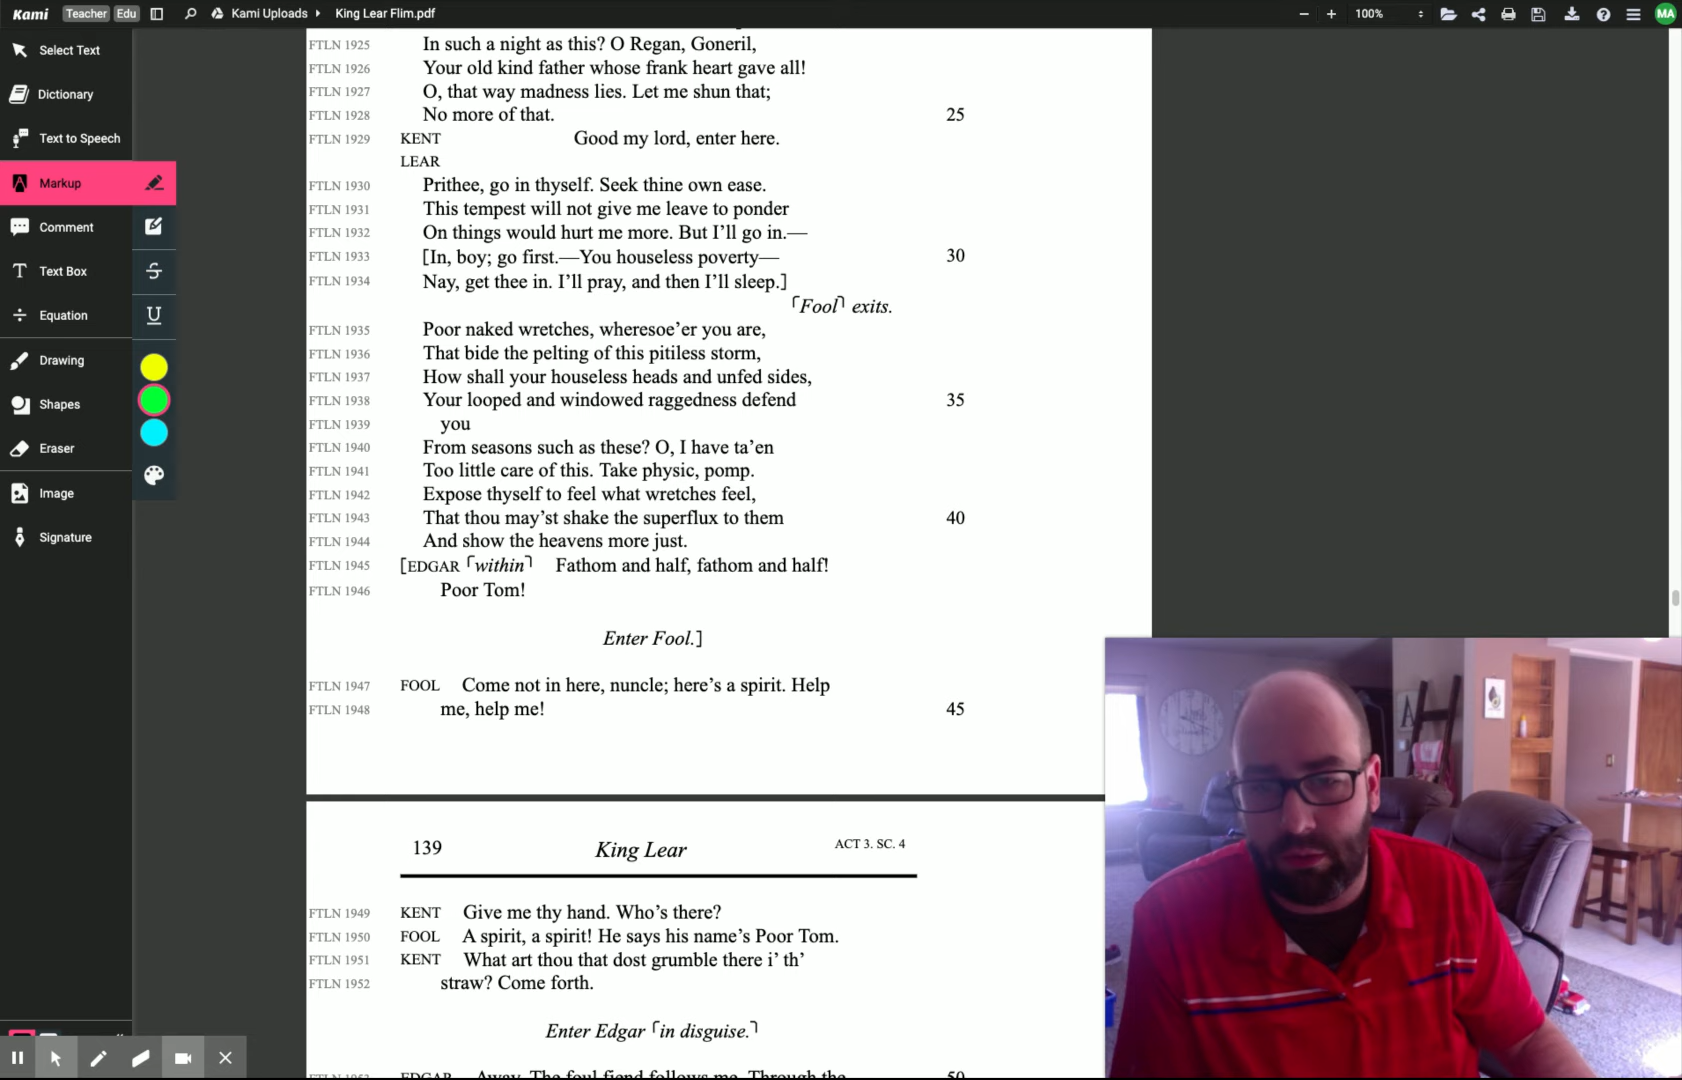 Kami Teacher Edu Kami Uploads King Lear Flim.pdf 100% MA
Select Text
Dictionary
Text to Speech
Markup
Comment
Text Box
Equation
Drawing
Shapes
Eraser
Image
Signature
FTLN 1925 In such a night as this? O Regan, Goneril,
FTLN 1926 Your old kind father whose frank heart gave all!
FTLN 1927 O, that way madness lies. Let me shun that;
FTLN 1928 No more of that. 25
FTLN 1929 KENT Good my lord, enter here.
LEAR
FTLN 1930 Prithee, go in thyself. Seek thine own ease.
FTLN 1931 This tempest will not give me leave to ponder
FTLN 1932 On things would hurt me more. But I’ll go in.—
FTLN 1933 [In, boy; go first.—You houseless poverty— 30
FTLN 1934 Nay, get thee in. I’ll pray, and then I’ll sleep.]
⌜Fool⌝ exits.
FTLN 1935 Poor naked wretches, wheresoe’er you are,
FTLN 1936 That bide the pelting of this pitiless storm,
FTLN 1937 How shall your houseless heads and unfed sides,
FTLN 1938 Your looped and windowed raggedness defend 35
FTLN 1939 you
FTLN 1940 From seasons such as these? O, I have ta’en
FTLN 1941 Too little care of this. Take physic, pomp.
FTLN 1942 Expose thyself to feel what wretches feel,
FTLN 1943 That thou may’st shake the superflux to them 40
FTLN 1944 And show the heavens more just.
FTLN 1945 [EDGAR ⌜within⌝ Fathom and half, fathom and half!
FTLN 1946 Poor Tom!
Enter Fool.]
FTLN 1947 FOOL Come not in here, nuncle; here’s a spirit. Help
FTLN 1948 me, help me! 45
139 King Lear ACT 3. SC. 4
FTLN 1949 KENT Give me thy hand. Who’s there?
FTLN 1950 FOOL A spirit, a spirit! He says his name’s Poor Tom.
FTLN 1951 KENT What art thou that dost grumble there i’ th’
FTLN 1952 straw? Come forth.
Enter Edgar ⌜in disguise.⌝
FTLN 1953 EDGAR Away. The foul fiend follows me. Through the 50